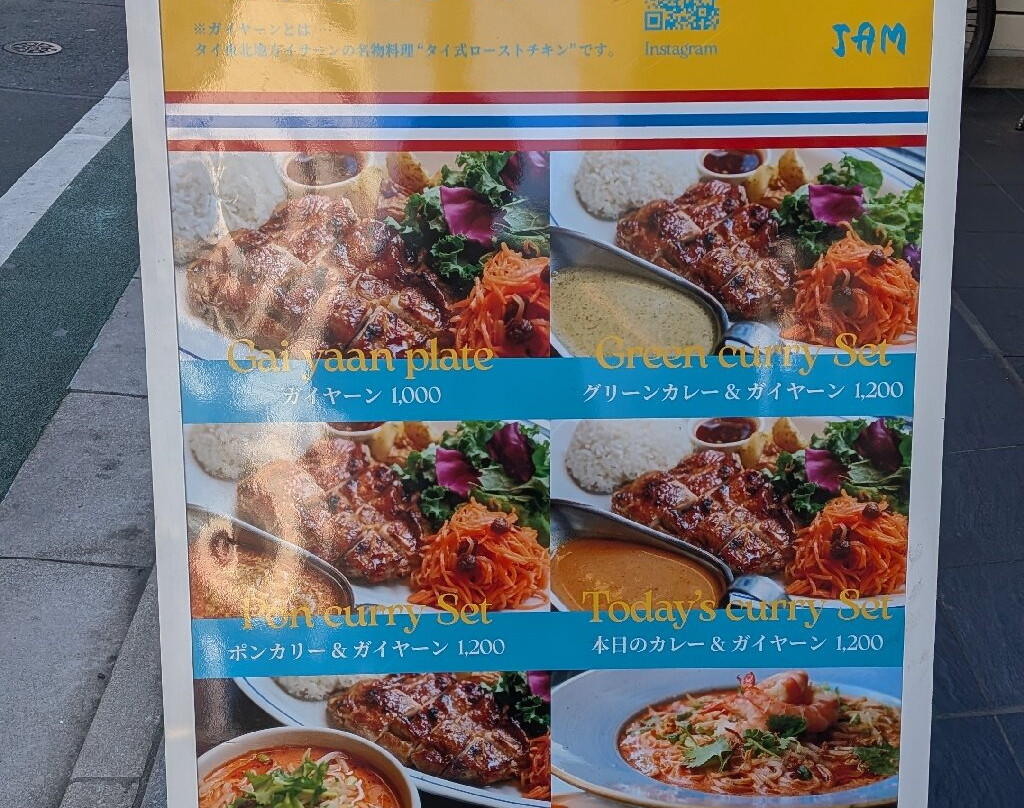 ※ガイヤーンとは…
タイ東北地方イサーンの名物料理“タイ式ローストチキン”です。
Instagram
JAM
Gai yaan plate
ガイヤーン 1,000
Green curry Set
グリーンカレー & ガイヤーン 1,200
Pon curry Set
ポンカリー & ガイヤーン 1,200
Today's curry Set
本日のカレー & ガイヤーン 1,200